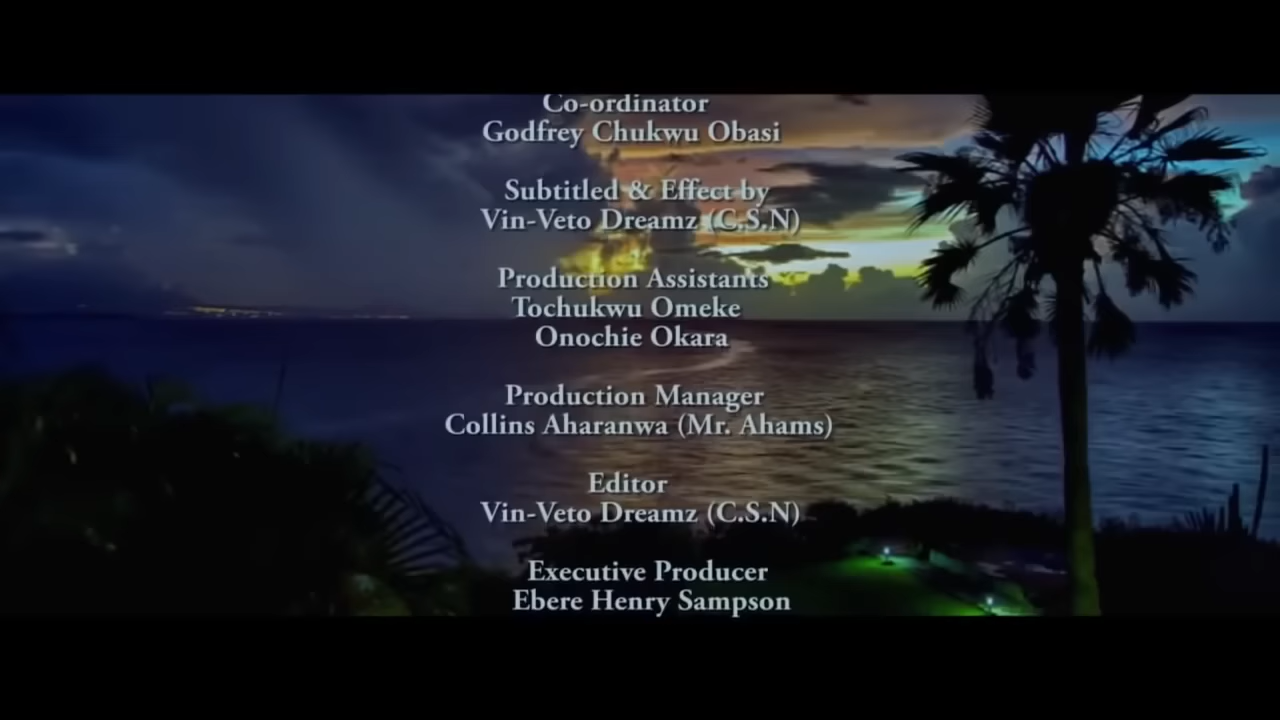 Co-ordinator
Godfrey Chukwu Obasi
Subtitled & Effect by
Vin-Veto Dreamz (C.S.N)
Production Assistants
Tochukwu Omeke
Onochie Okara
Production Manager
Collins Aharanwa (Mr. Ahams)
Editor
Vin-Veto Dreamz (C.S.N)
Executive Producer
Ebere Henry Sampson